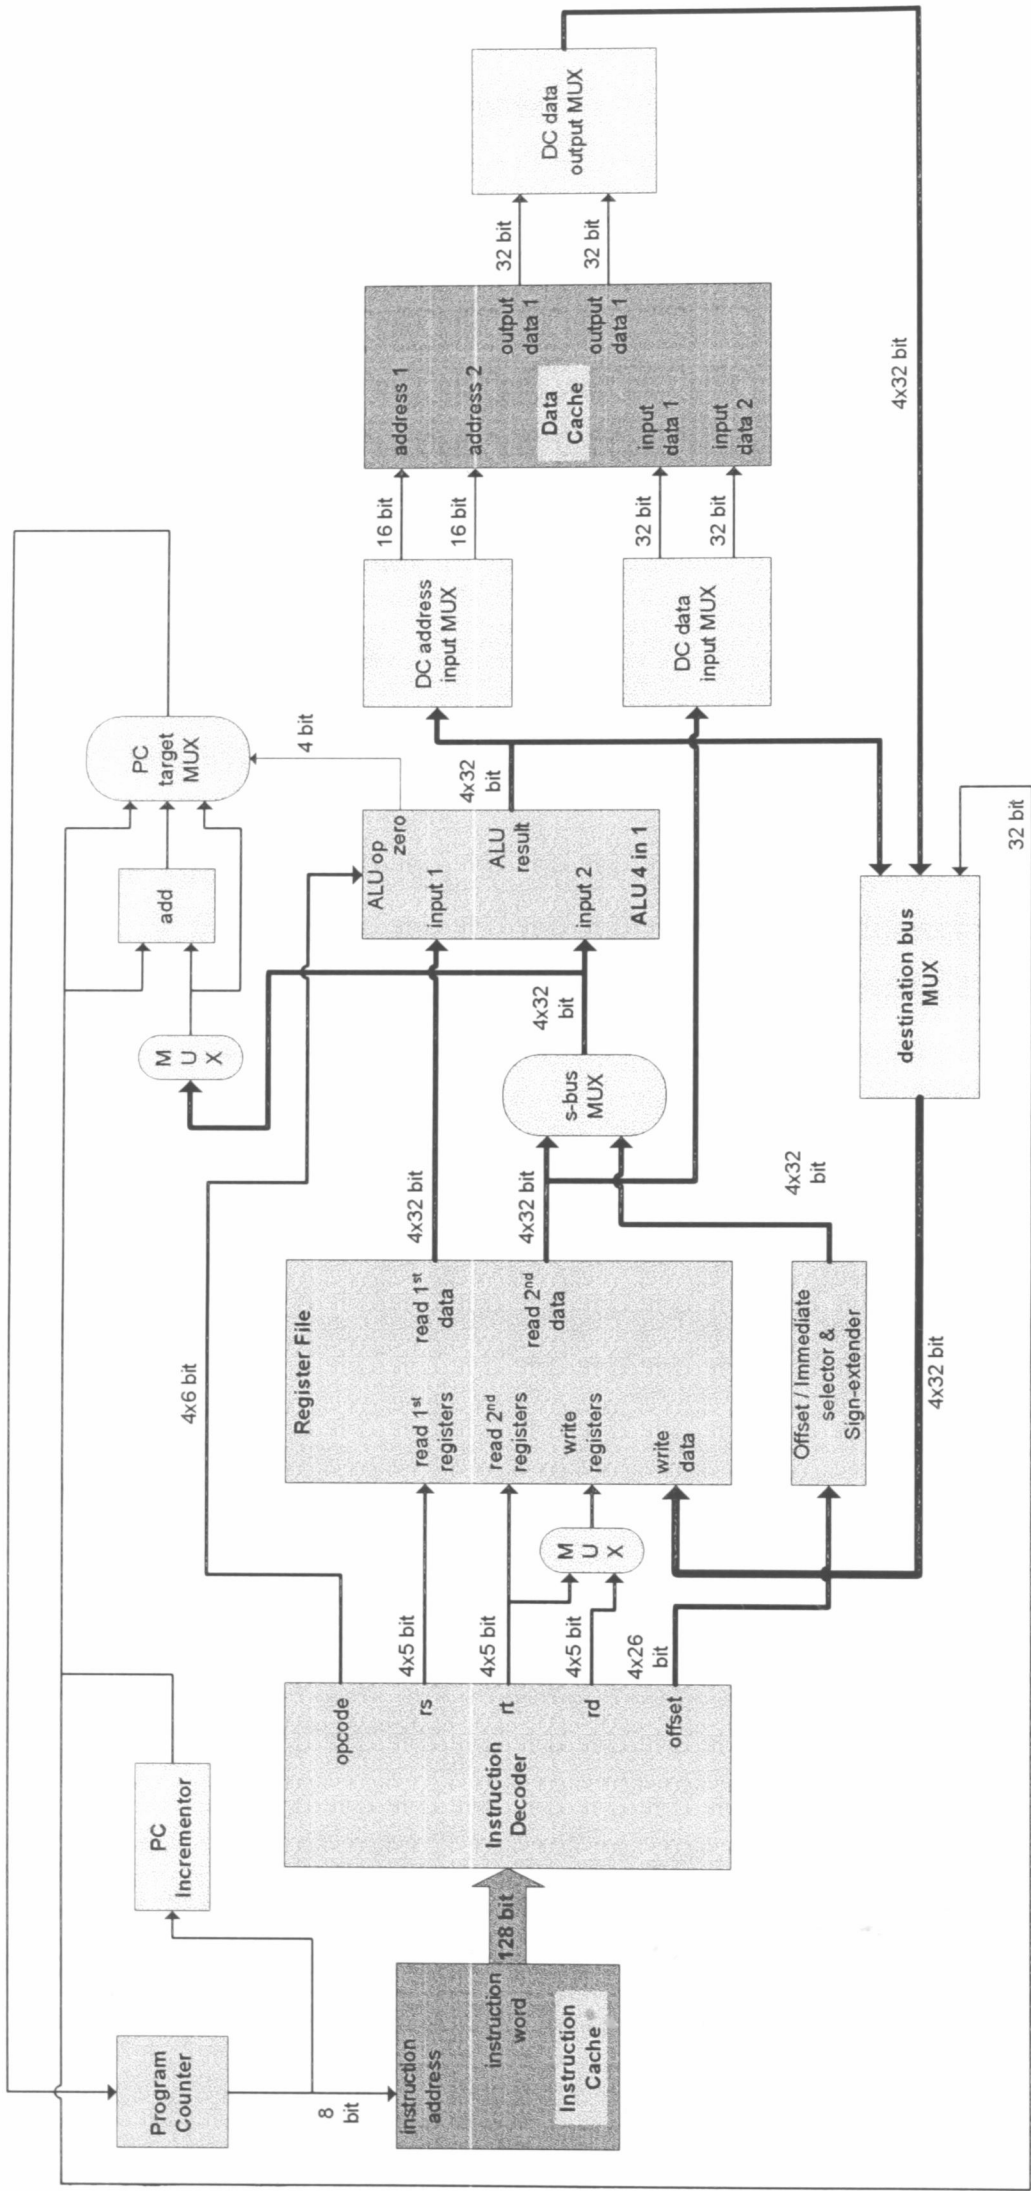 Program
Counter
8
bit
PC
Incrementor
instruction
address
instruction
word
Instruction
Cache
128 bit
opcode
rs
rt
rd
offset
Instruction
Decoder
4x6 bit
4x5 bit
4x5 bit
4x5 bit
4x26
bit
M
U
X
Register File
read 1st
registers
read 2nd
registers
write
registers
write
data
read 1st
data
read 2nd
data
4x32 bit
4x32 bit
Offset / Immediate
selector &
Sign-extender
4x32
bit
4x32 bit
s-bus
MUX
4x32
bit
M
U
X
add
PC
target
MUX
4 bit
ALU op
zero
input 1
ALU
result
input 2
ALU 4 in 1
4x32
bit
destination bus
MUX
32 bit
DC address
input MUX
16 bit
16 bit
DC data
input MUX
32 bit
32 bit
address 1
address 2
output
data 1
Data
Cache
output
data 1
input
data 1
input
data 2
32 bit
32 bit
DC data
output MUX
4x32 bit